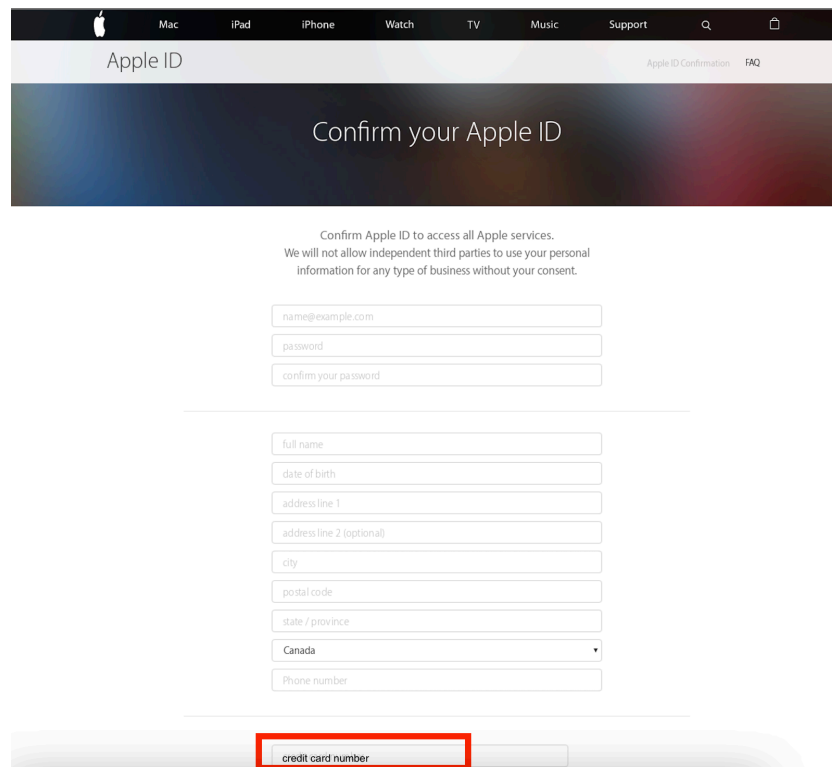 Mac iPad iPhone Watch TV Music Support
Apple ID
Apple ID Confirmation FAQ
Confirm your Apple ID
Confirm Apple ID to access all Apple services.
We will not allow independent third parties to use your personal
information for any type of business without your consent.
name@example.com
password
confirm your password
full name
date of birth
address line 1
address line 2 (optional)
city
postal code
state / province
Canada
Phone number
credit card number